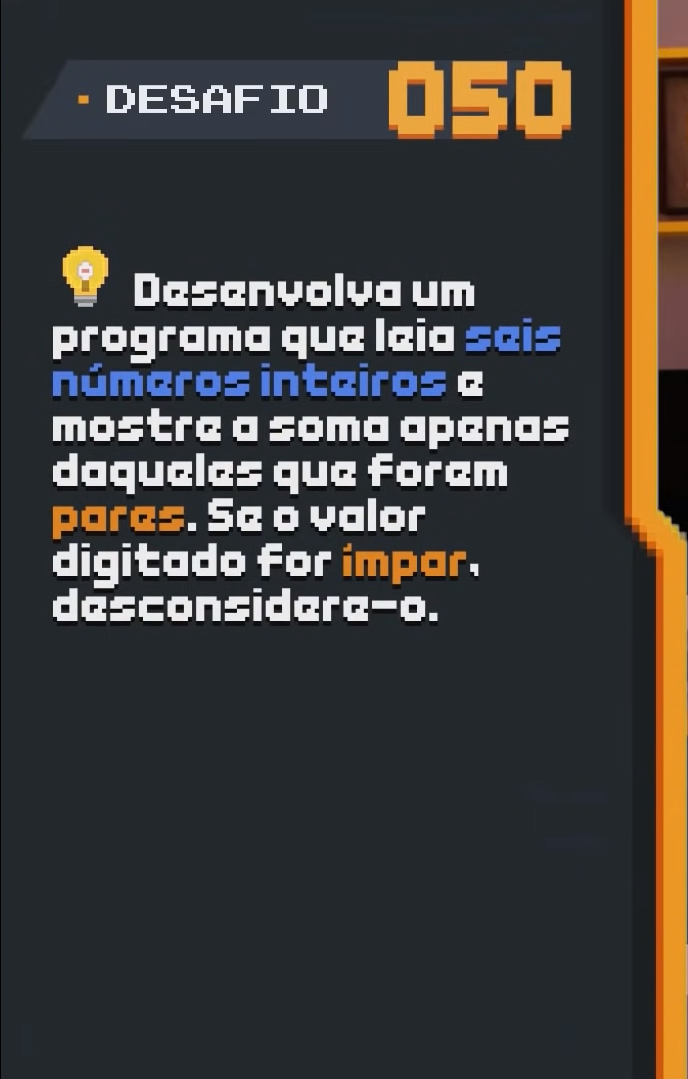 DESAFIO 050
Desenvolva um
programa que leia seis
números inteiros e
mostre a soma apenas
daqueles que forem
pares. Se o valor
digitado for ímpar,
desconsidere-o.